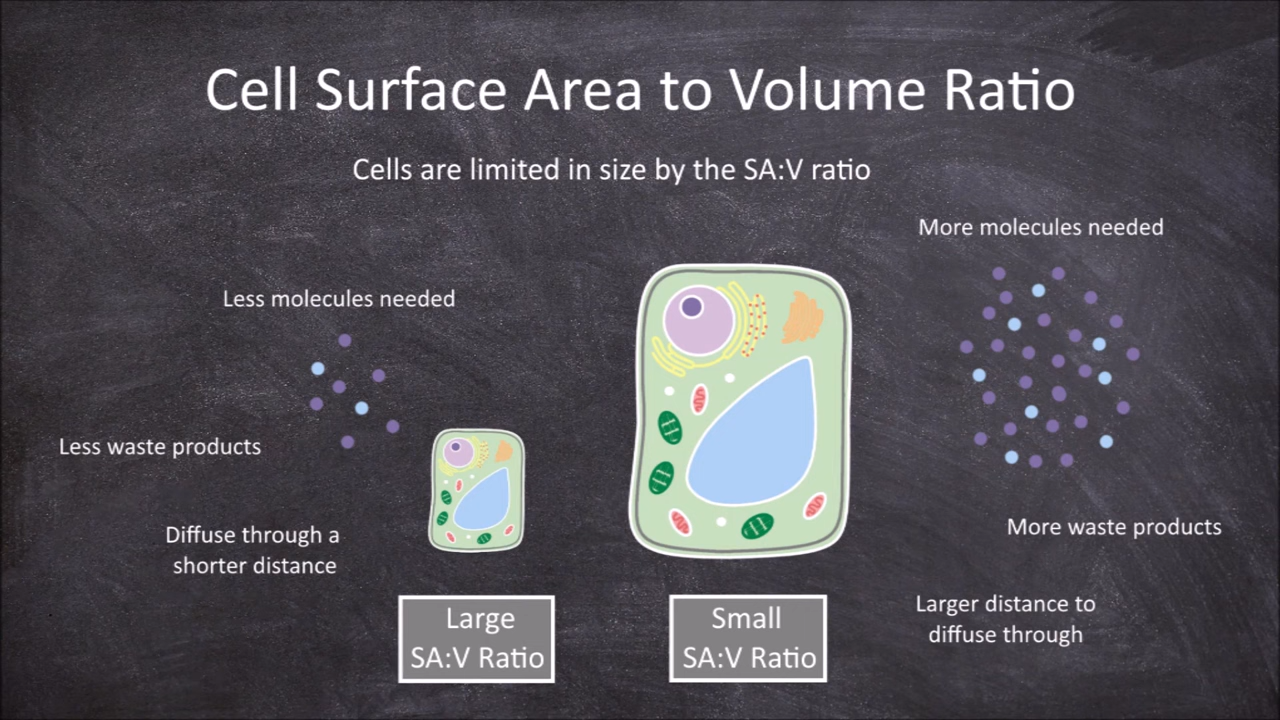 Cell Surface Area to Volume Ratio
Cells are limited in size by the SA:V ratio
Less molecules needed
Less waste products
Diffuse through a
shorter distance
Large
SA:V Ratio
Small
SA:V Ratio
More molecules needed
More waste products
Larger distance to
diffuse through